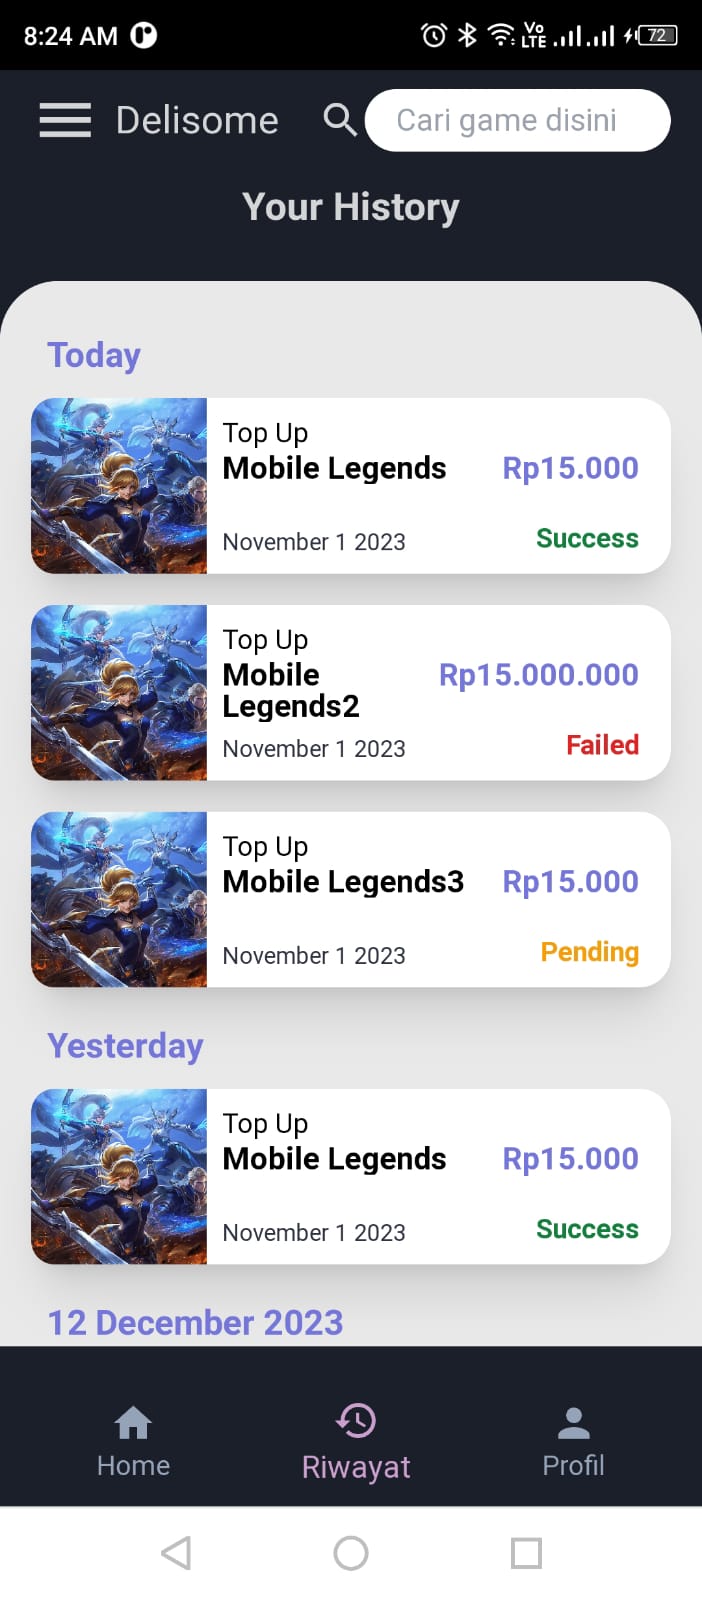 8:24 AM
Vo
LTE
72
Delisome
Cari game disini
Your History
Today
Top Up
Mobile Legends
Rp15.000
November 1 2023
Success
Top Up
Mobile
Legends2
Rp15.000.000
November 1 2023
Failed
Top Up
Mobile Legends3
Rp15.000
November 1 2023
Pending
Yesterday
Top Up
Mobile Legends
Rp15.000
November 1 2023
Success
12 December 2023
Home
Riwayat
Profil